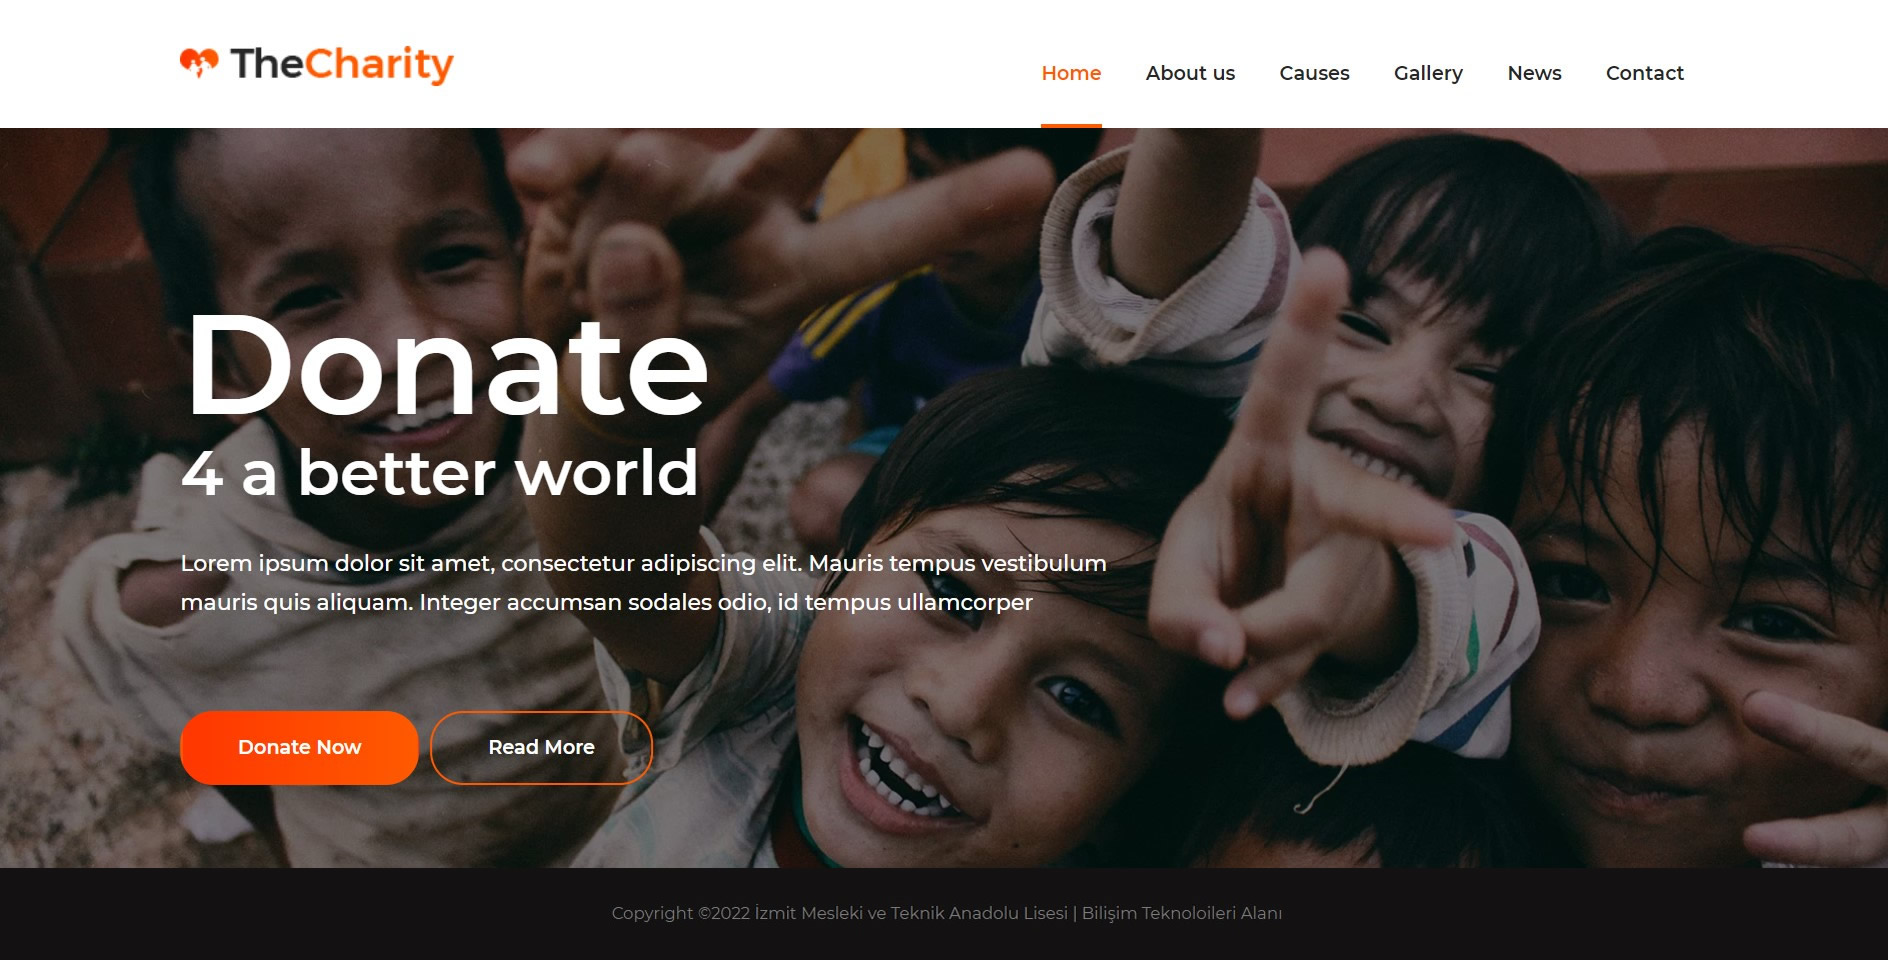 TheCharity
Home About us Causes Gallery News Contact
Donate
4 a better world
Lorem ipsum dolor sit amet, consectetur adipiscing elit. Mauris tempus vestibulum
mauris quis aliquam. Integer accumsan sodales odio, id tempus ullamcorper
Donate Now Read More
Copyright ©2022 İzmit Mesleki ve Teknik Anadolu Lisesi | Bilişim Teknoloileri Alanı